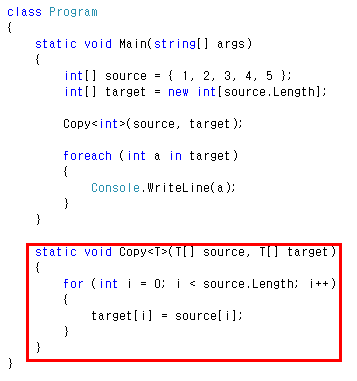 class Program
{
    static void Main(string[] args)
    {
        int[] source = { 1, 2, 3, 4, 5 };
        int[] target = new int[source.Length];

        Copy<int>(source, target);

        foreach (int a in target)
        {
            Console.WriteLine(a);
        }
    }

    static void Copy<T>(T[] source, T[] target)
    {
        for (int i = 0; i < source.Length; i++)
        {
            target[i] = source[i];
        }
    }
}